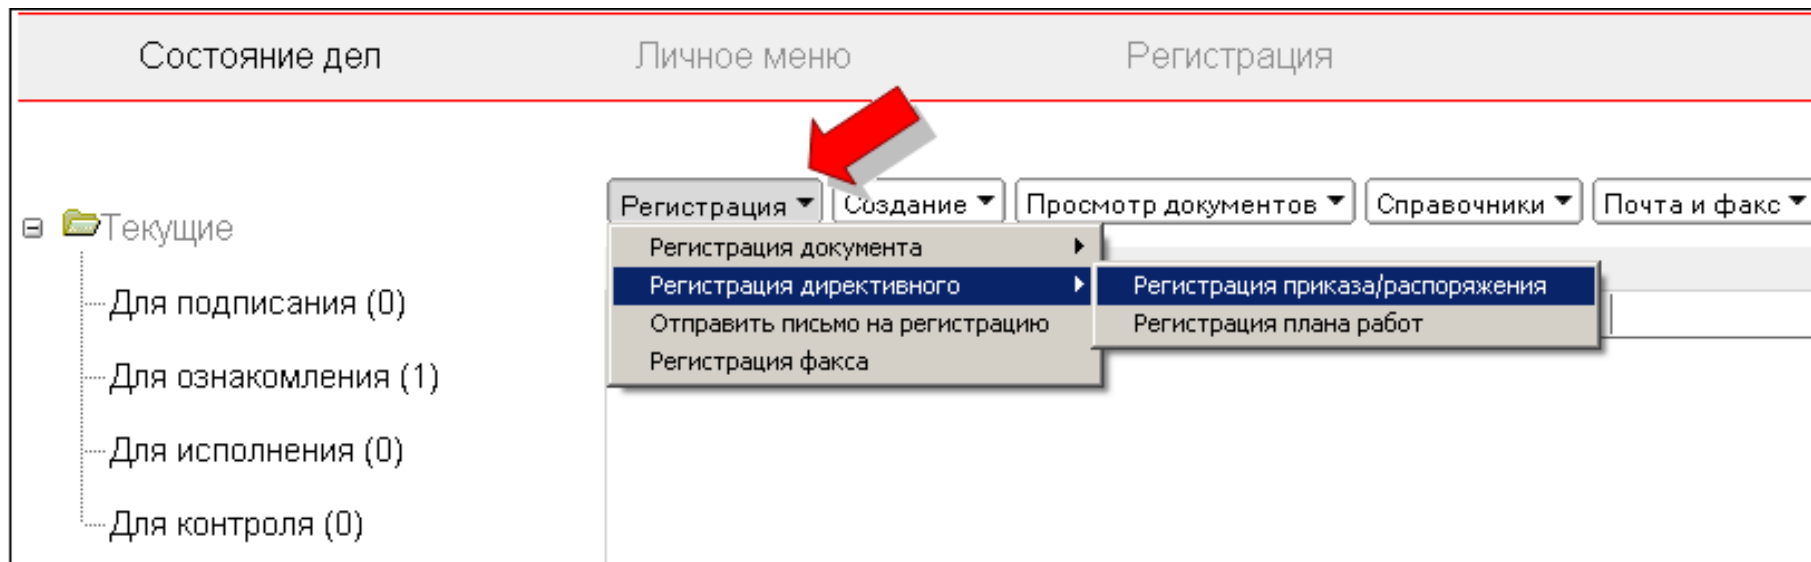 Состояние дел Личное меню Регистрация
Регистрация Создание Просмотр документов Справочники Почта и факс
Текущие
Для подписания (0)
Для ознакомления (1)
Для исполнения (0)
Для контроля (0)
Регистрация документа
Регистрация директивного
Отправить письмо на регистрацию
Регистрация факса
Регистрация приказа/распоряжения
Регистрация плана работ